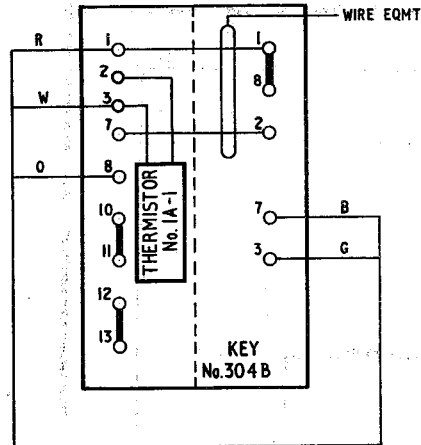 WIRE EQMT
R
1
1
2
W
3
8
7
2
O
8
THERMISTOR
No. 1A-1
10
7
B
11
3
G
12
13
KEY
No.304B